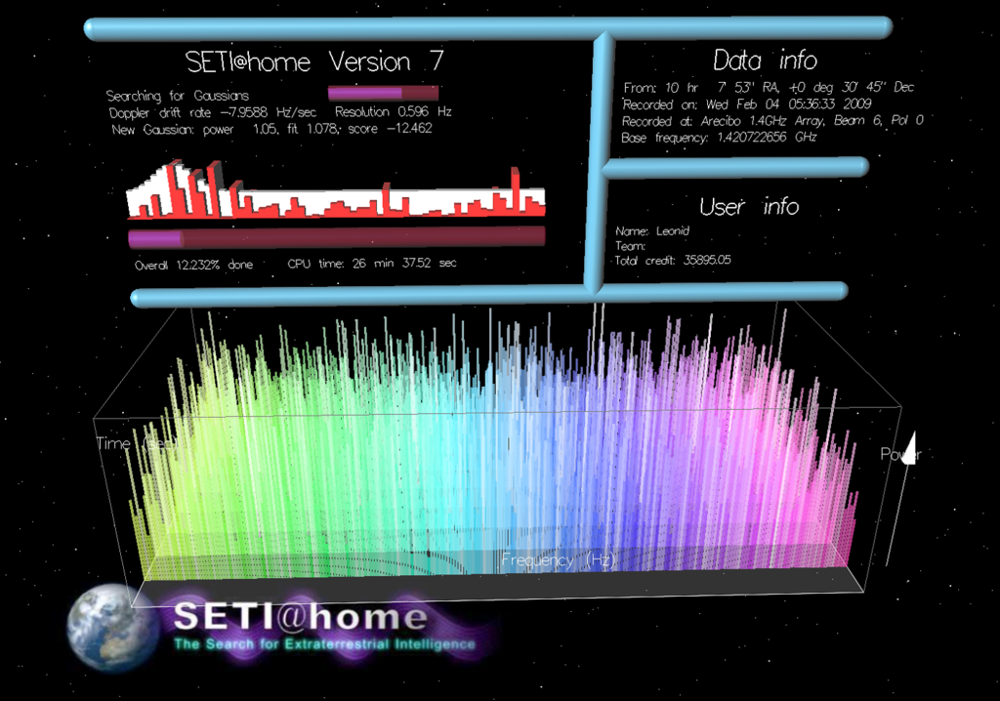 SETI@home Version 7
Searching for Gaussians
Doppler drift rate -7.9588 Hz/sec Resolution 0.596 Hz
New Gaussian: power 1.05, fit 1.078, score -12.462
Overall 12.232% done CPU time: 26 min 37.52 sec
Data info
From: 10 hr 7' 53'' RA, +0 deg 30' 45'' Dec
Recorded on: Wed Feb 04 05:36:33 2009
Recorded at: Arecibo 1.4GHz Array, Beam 6, Pol 0
Base frequency: 1.420722656 GHz
User info
Name: Leonid
Team:
Total credit: 35895.05
Time (sec)
Power
Frequency (Hz)
SETI@home
The Search for Extraterrestrial Intelligence